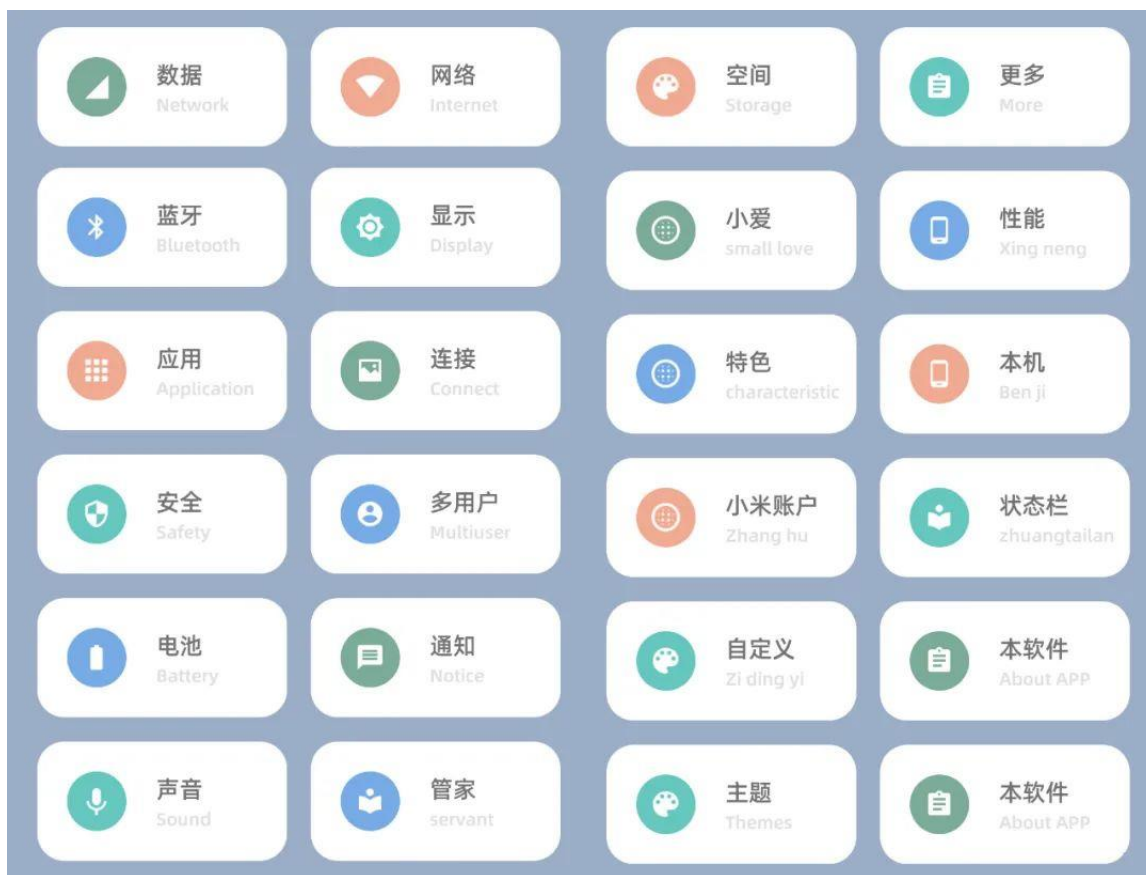 数据
Network
网络
Internet
空间
Storage
更多
More
蓝牙
Bluetooth
显示
Display
小爱
small love
性能
Xing neng
应用
Application
连接
Connect
特色
characteristic
本机
Ben ji
安全
Safety
多用户
Multiuser
小米账户
Zhang hu
状态栏
zhuangtailan
电池
Battery
通知
Notice
自定义
Zi ding yi
本软件
About APP
声音
Sound
管家
servant
主题
Themes
本软件
About APP